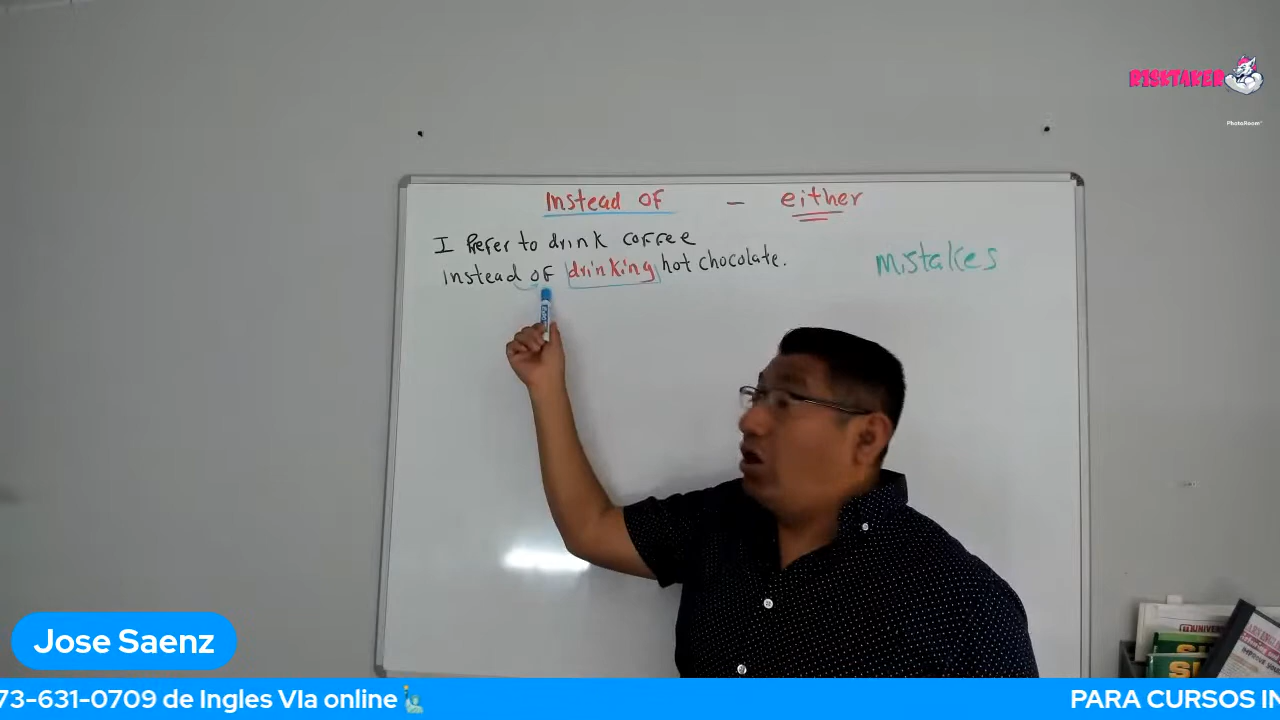 RISKTAKER
PhotoRoom
Instead of - either
I Prefer to drink coffee
Instead of drinking hot chocolate.
Mistakes
Jose Saenz
73-631-0709 de Ingles VIa online
PARA CURSOS IN